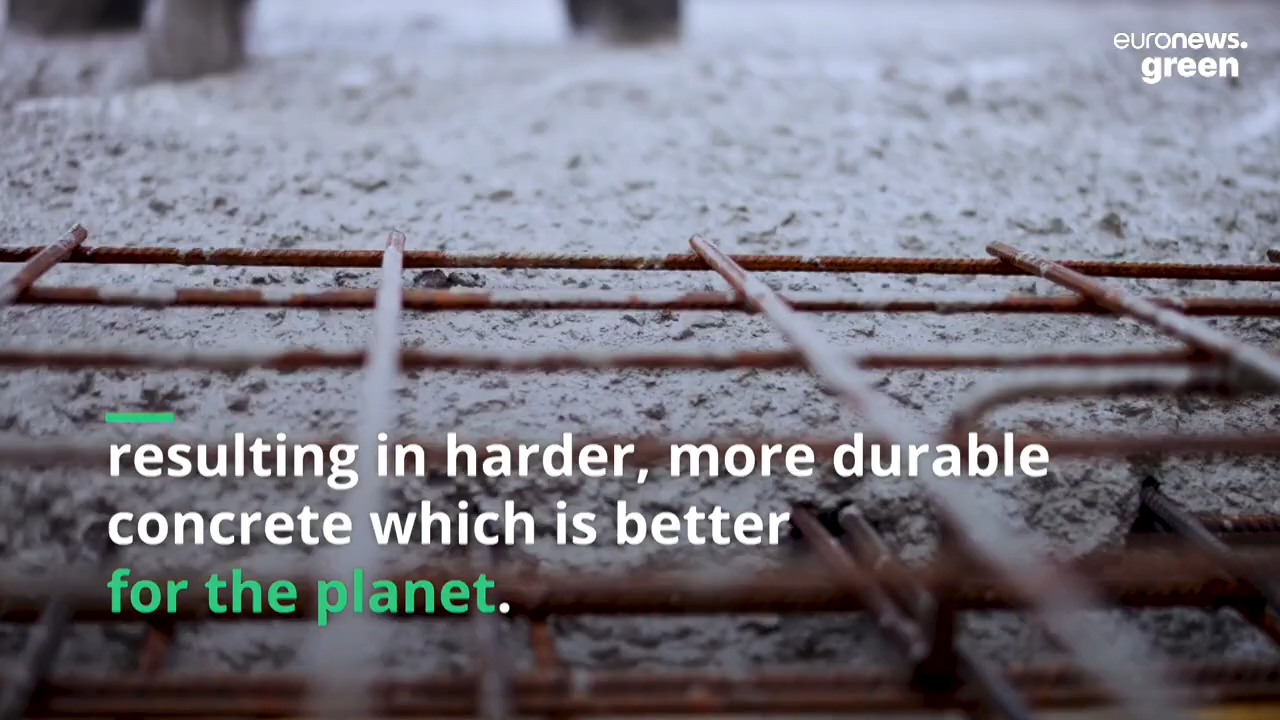 euronews.
green
resulting in harder, more durable
concrete which is better
for the planet.